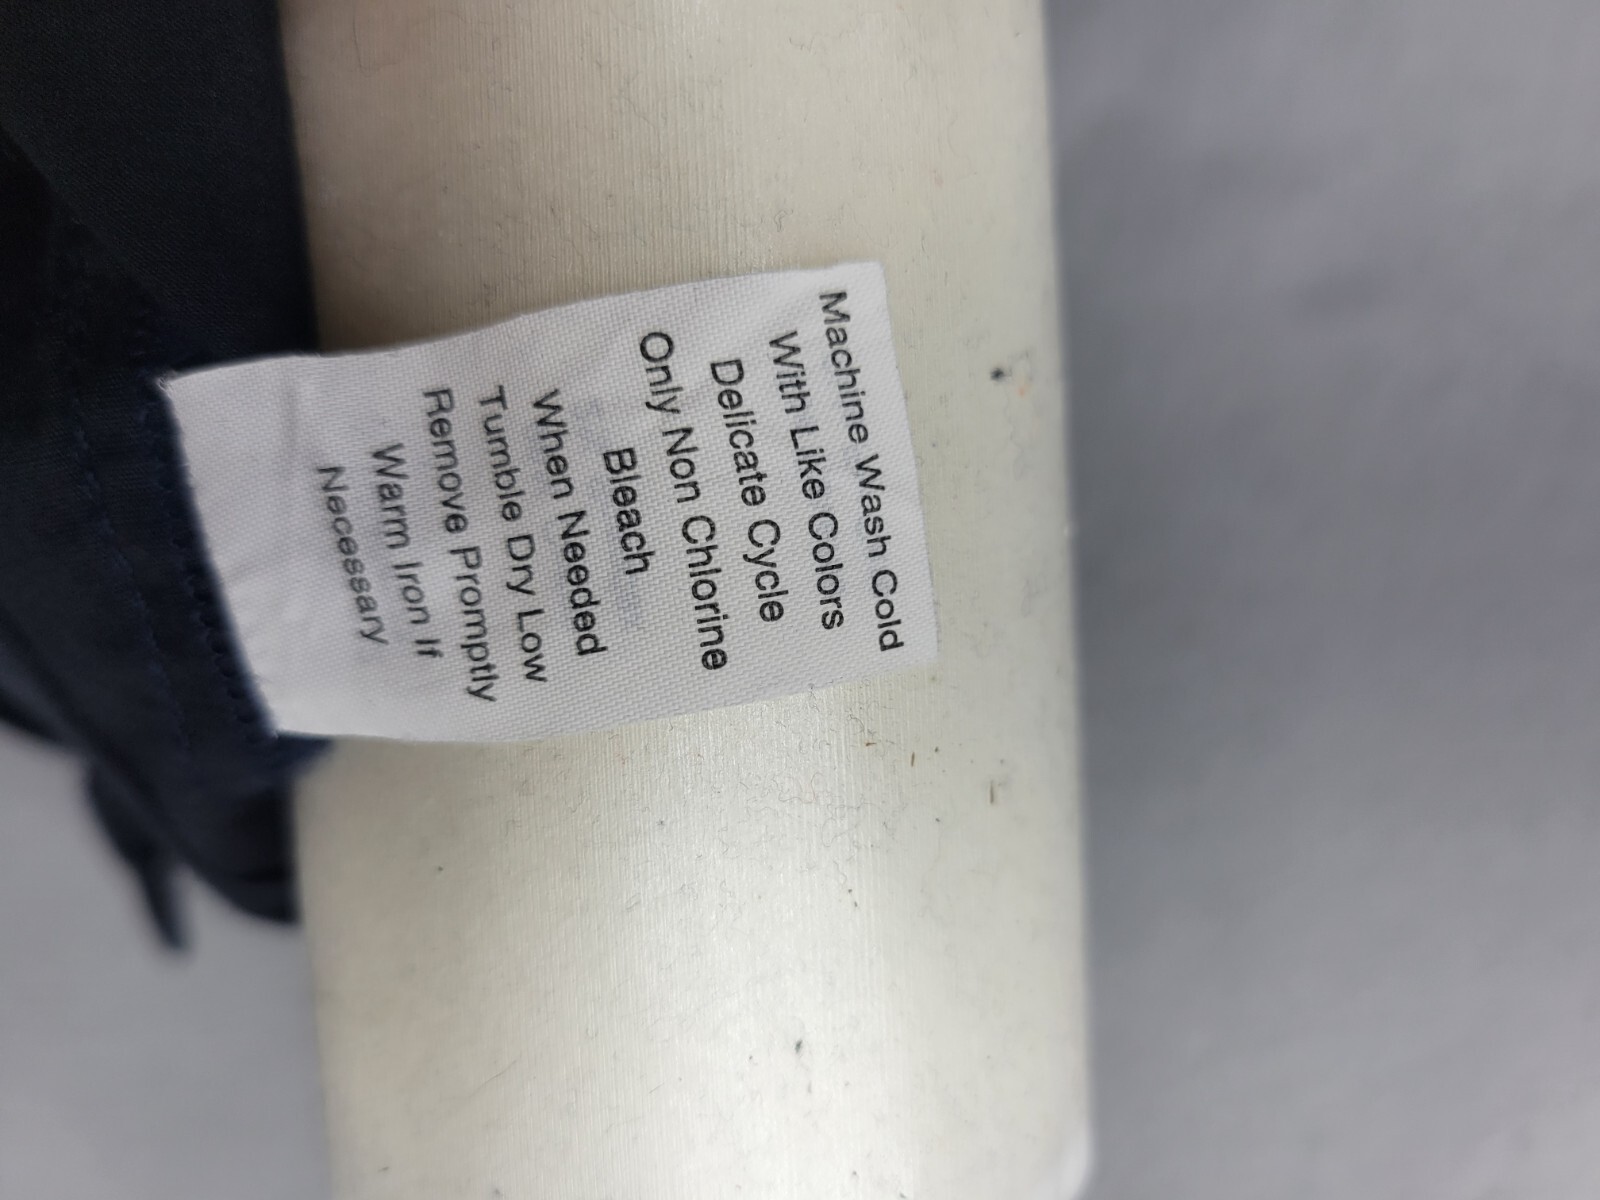 Machine Wash Cold
With Like Colors
Delicate Cycle
Only Non Chlorine
Bleach
When Needed
Tumble Dry Low
Remove Promptly
Warm Iron If
Necessary